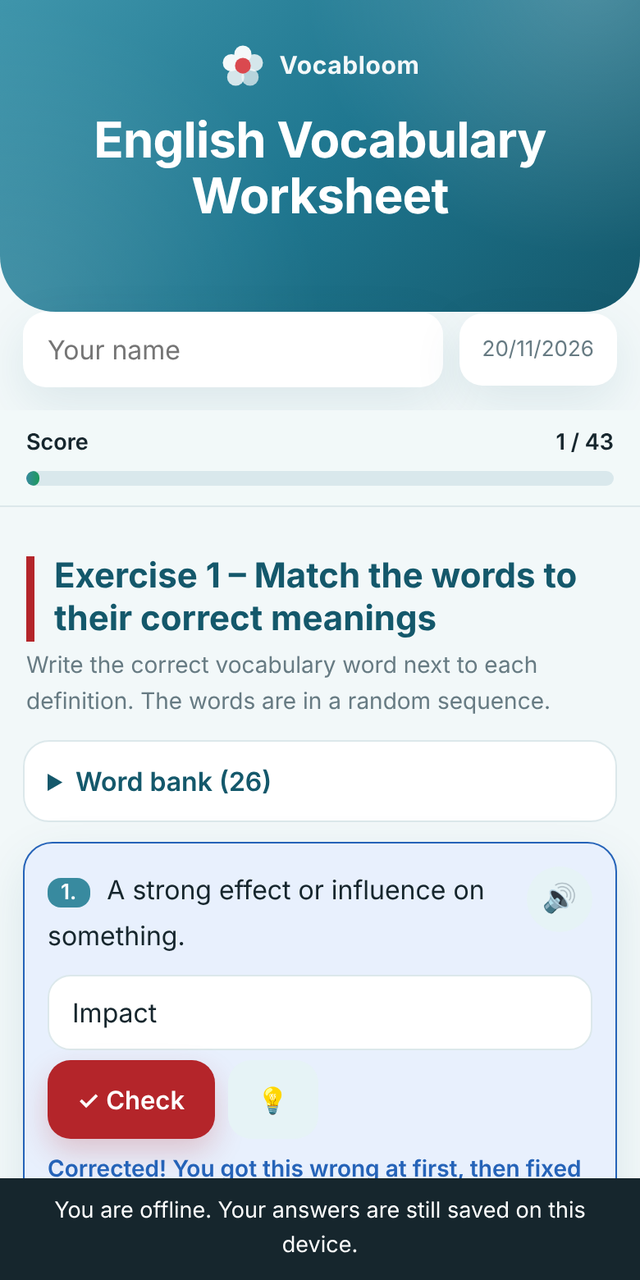 Vocabloom
English Vocabulary
Worksheet
Your name
20/11/2026
Score
1 / 43
Exercise 1 – Match the words to
their correct meanings
Write the correct vocabulary word next to each
definition. The words are in a random sequence.
Word bank (26)
1. A strong effect or influence on
something.
Impact
✓ Check
Corrected! You got this wrong at first, then fixed
You are offline. Your answers are still saved on this
device.